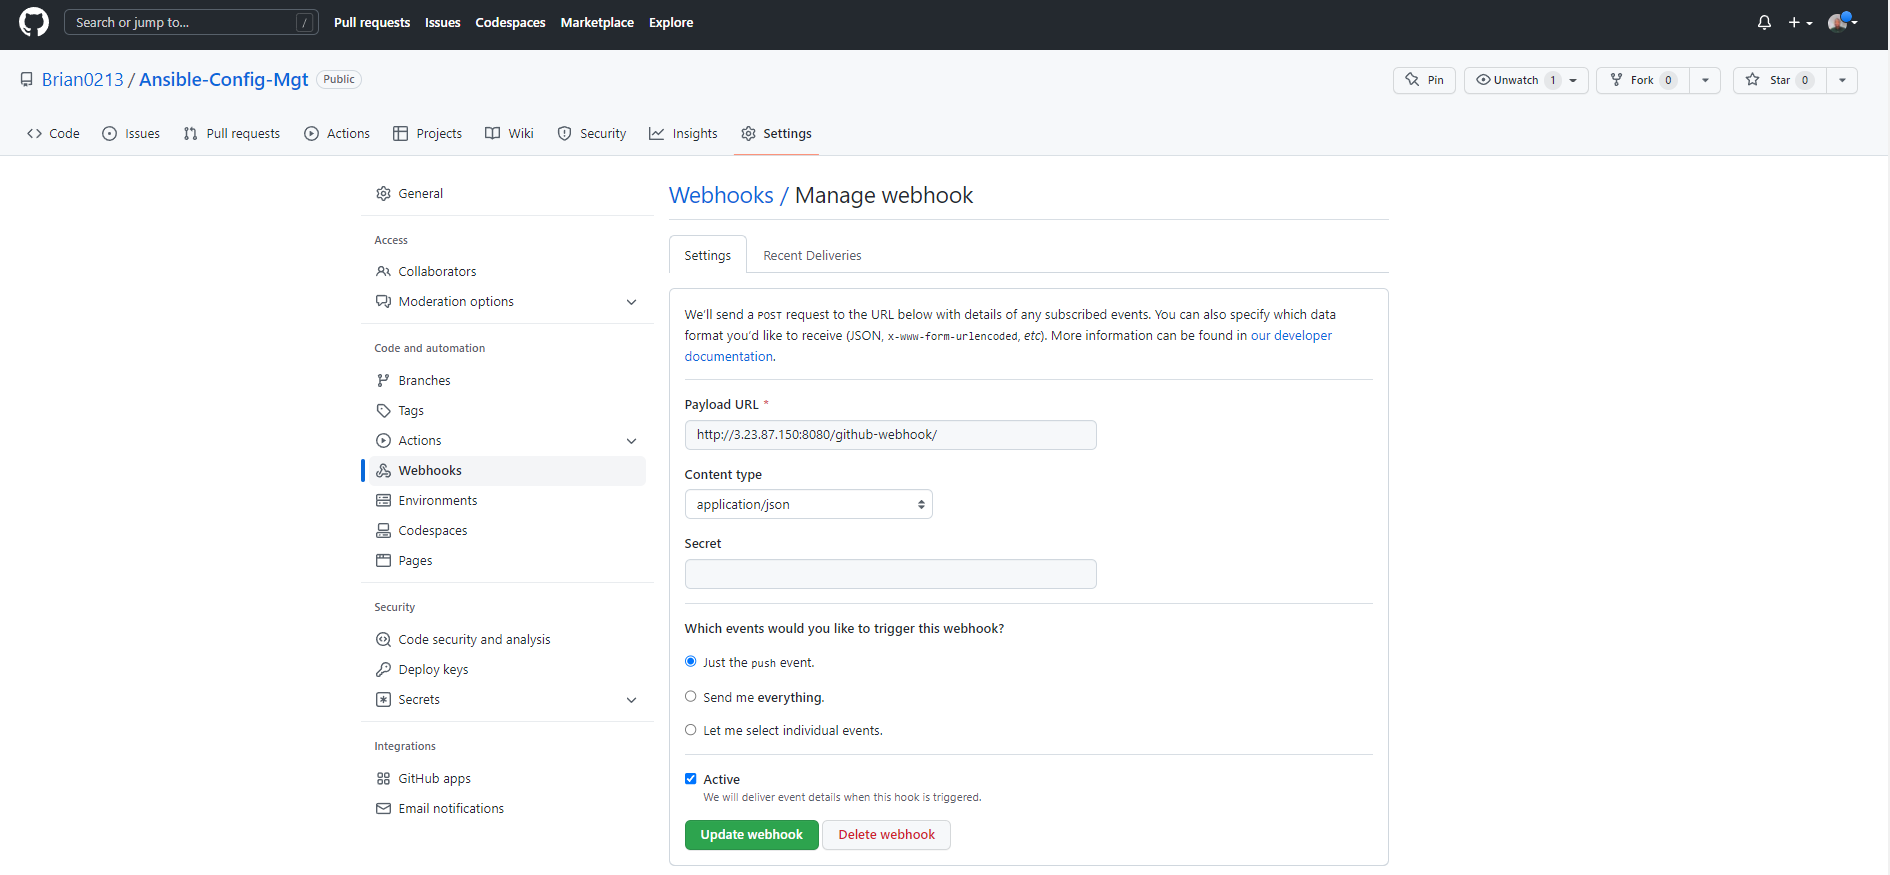 Search or jump to... /
Pull requests Issues Codespaces Marketplace Explore
Brian0213 / Ansible-Config-Mgt Public
Pin Unwatch 1 Fork 0 Star 0
Code Issues Pull requests Actions Projects Wiki Security Insights Settings
General
Access
Collaborators
Moderation options
Code and automation
Branches
Tags
Actions
Webhooks
Environments
Codespaces
Pages
Security
Code security and analysis
Deploy keys
Secrets
Integrations
GitHub apps
Email notifications
Webhooks / Manage webhook
Settings Recent Deliveries
We'll send a POST request to the URL below with details of any subscribed events. You can also specify which data
format you'd like to receive (JSON, x-www-form-urlencoded, etc). More information can be found in our developer
documentation.
Payload URL *
http://3.23.87.150:8080/github-webhook/
Content type
application/json
Secret
Which events would you like to trigger this webhook?
Just the push event.
Send me everything.
Let me select individual events.
Active
We will deliver event details when this hook is triggered.
Update webhook Delete webhook